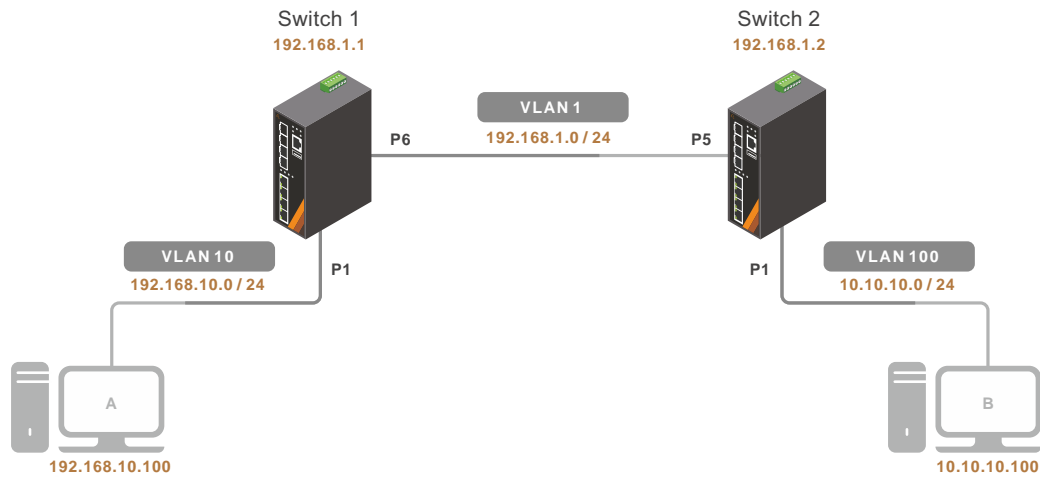 Switch 1
192.168.1.1
Switch 2
192.168.1.2
VLAN 1
192.168.1.0 / 24
P6
P5
VLAN 10
192.168.10.0 / 24
P1
P1
VLAN 100
10.10.10.0 / 24
A
192.168.10.100
B
10.10.10.100